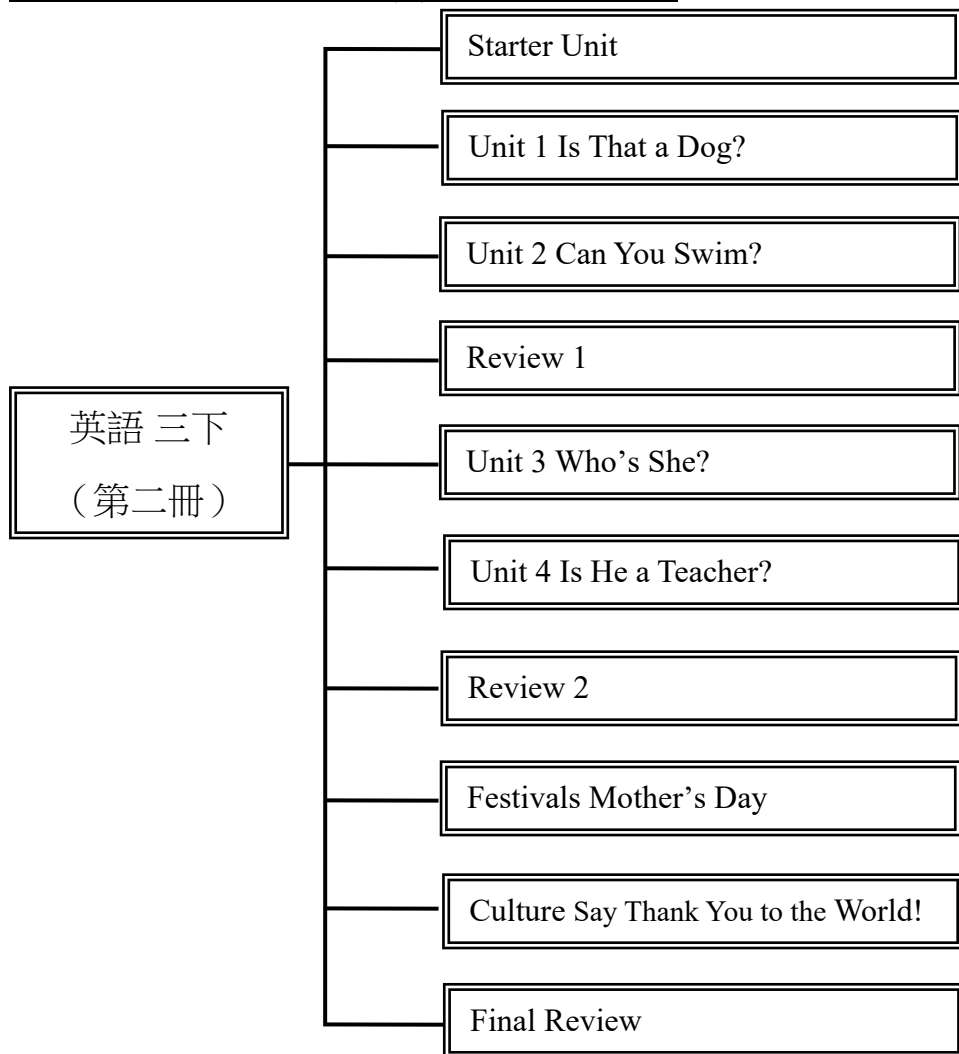 Starter Unit
Unit 1 Is That a Dog?
Unit 2 Can You Swim?
Review 1
英語 三下
（第二冊）
Unit 3 Who’s She?
Unit 4 Is He a Teacher?
Review 2
Festivals Mother’s Day
Culture Say Thank You to the World!
Final Review